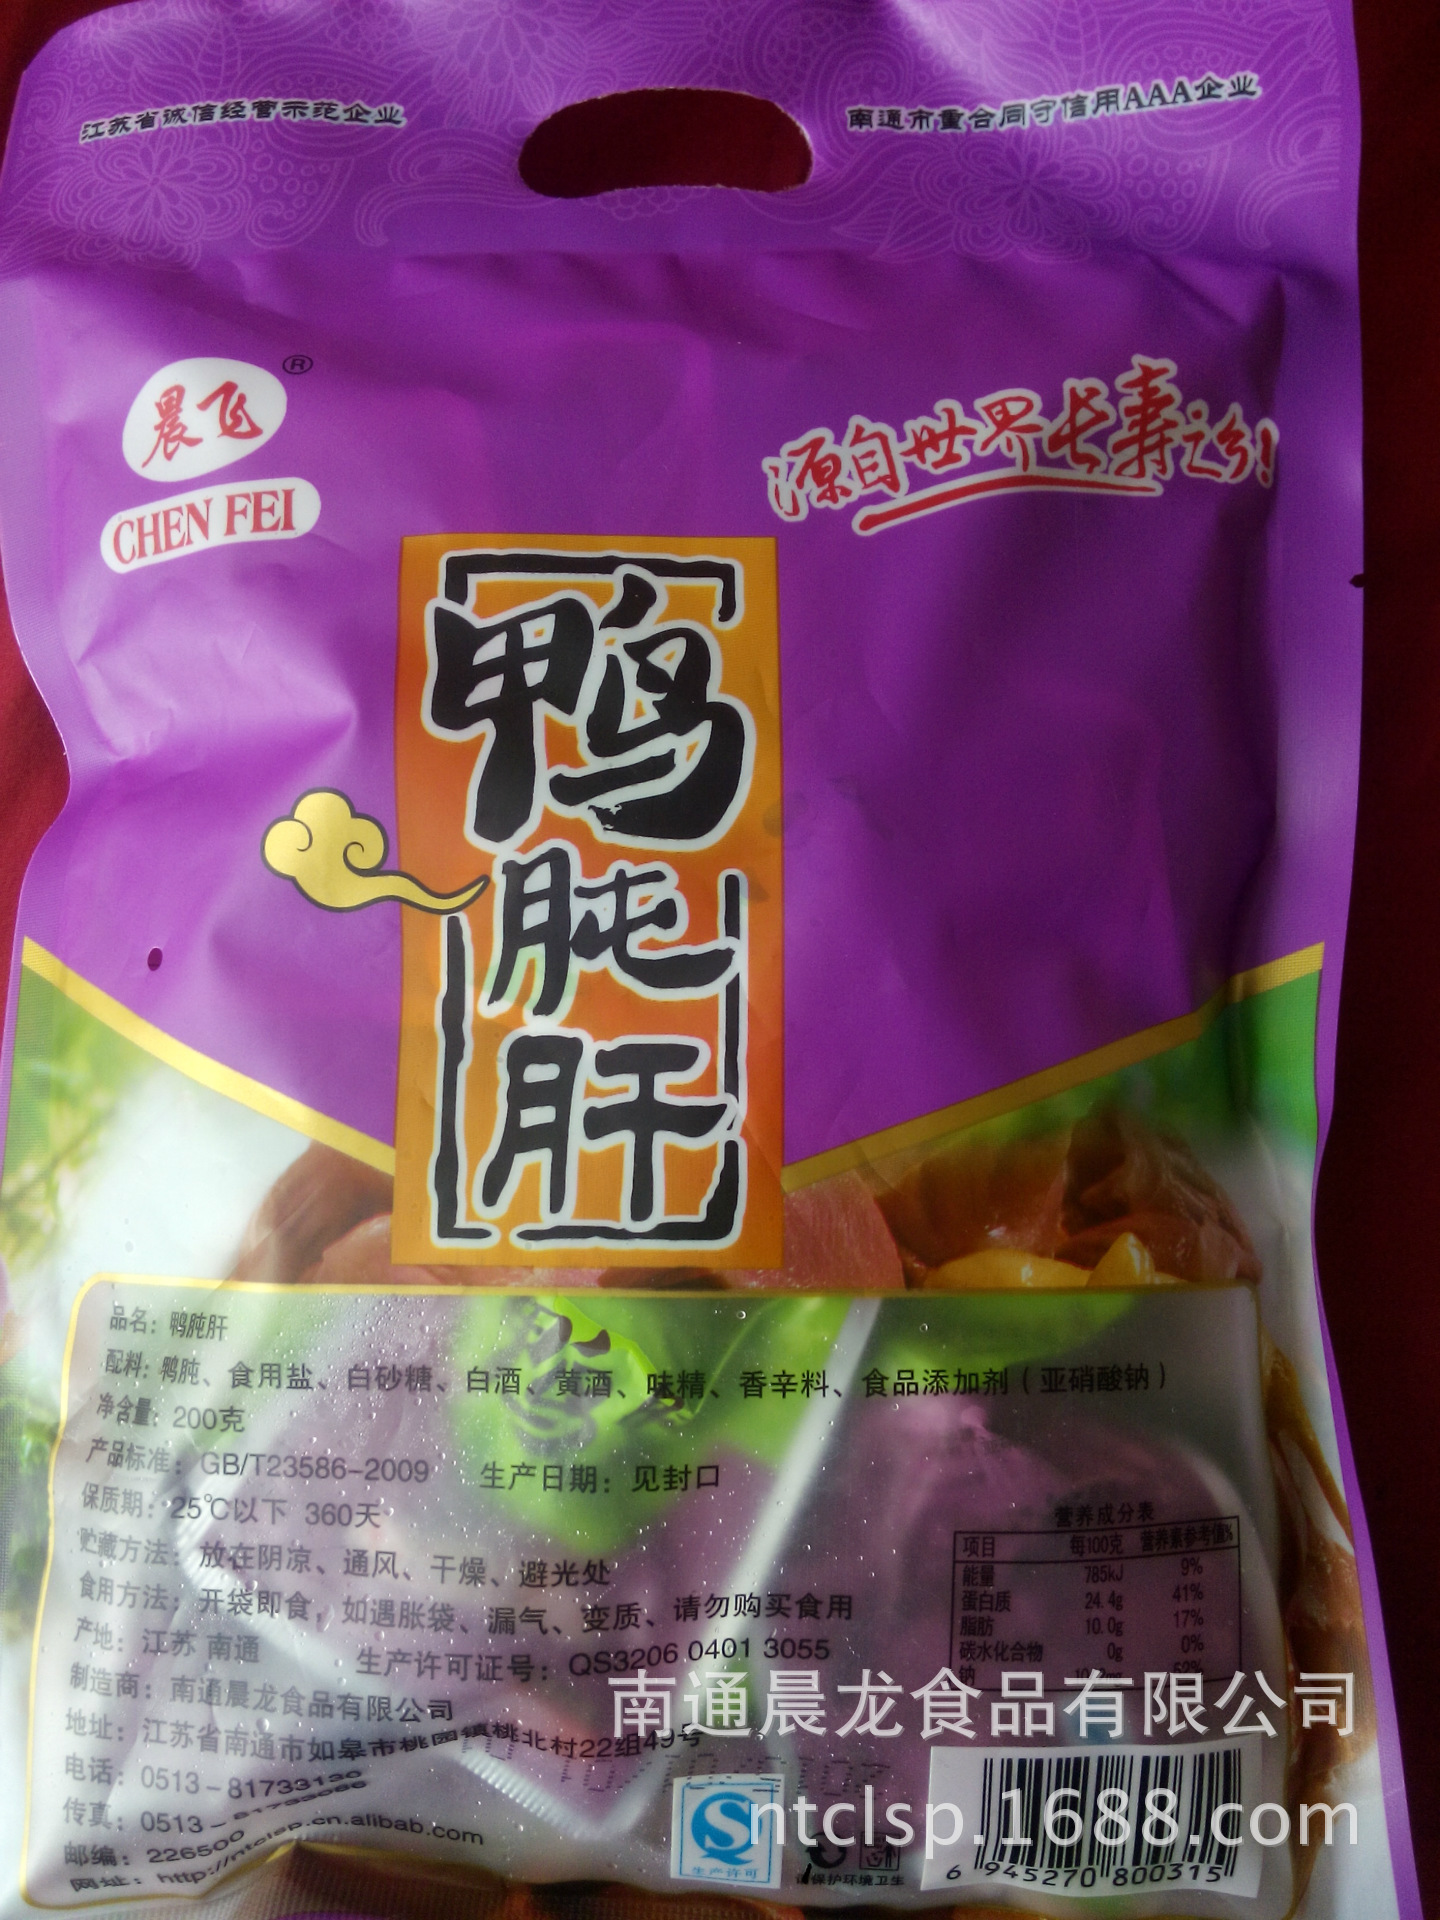 江苏省诚信经营示范企业
南通市重合同守信用AAA企业
晨飞
®
CHEN FEI
源自世界长寿之乡!
鸭肫肝
品名：鸭肫肝
配料：鸭肫、食用盐、白砂糖、白酒、黄酒、味精、香辛料、食品添加剂（亚硝酸钠）
净含量：200克
产品标准：GB/T23586-2009 生产日期：见封口
保质期：25℃以下 360天
贮藏方法：放在阴凉、通风、干燥、避光处
食用方法：开袋即食，如遇胀袋、漏气、变质、请勿购买食用
产地：江苏 南通 生产许可证号：QS3206 0401 3055
制造商：南通晨龙食品有限公司
地址：江苏省南通市如皋市桃园镇桃北村22组49号
电话：0513-81733130
传真：0513-
邮编：226500
网址：http://ntclsp.cn.alibab.com
营养成分表
项目 每100克 营养素参考值%
能量 785kJ 9%
蛋白质 24.4g 41%
脂肪 10.0g 17%
碳水化合物 0g 0%
钠 52%
南通晨龙食品有限公司
ntclsp.1688.com
生产许可
保护环境卫生
6 945270 800315